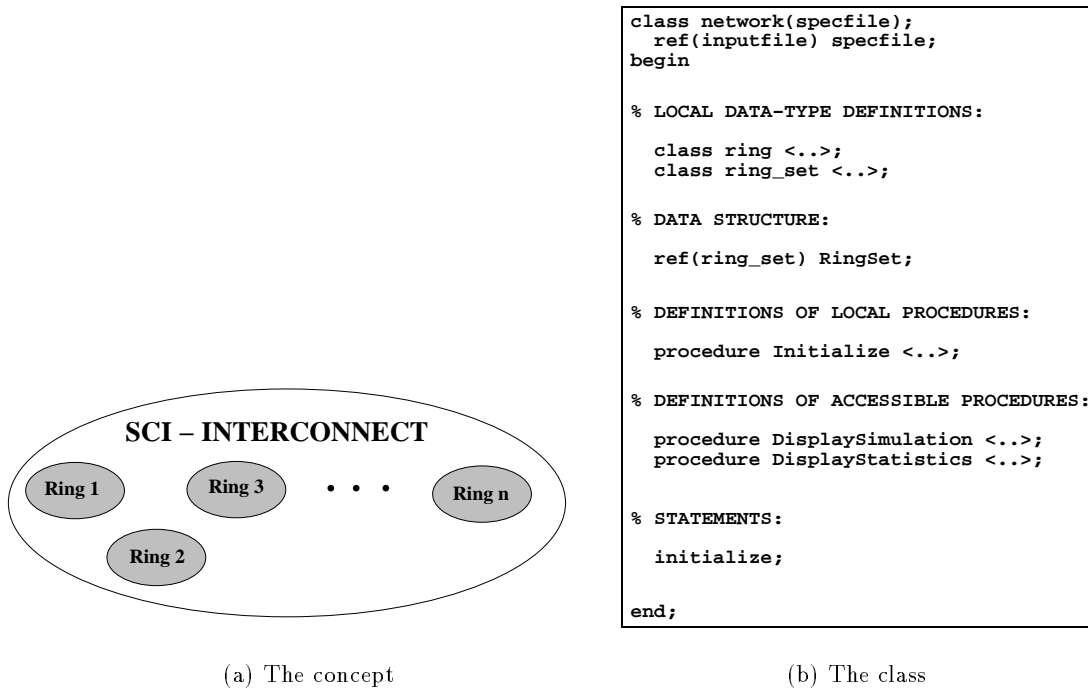 SCI – INTERCONNECT
Ring 1
Ring 3
• • •
Ring n
Ring 2
(a) The concept
class network(specfile);
ref(inputfile) specfile;
begin
% LOCAL DATA–TYPE DEFINITIONS:
class ring <..>;
class ring_set <..>;
% DATA STRUCTURE:
ref(ring_set) RingSet;
% DEFINITIONS OF LOCAL PROCEDURES:
procedure Initialize <..>;
% DEFINITIONS OF ACCESSIBLE PROCEDURES:
procedure DisplaySimulation <..>;
procedure DisplayStatistics <..>;
% STATEMENTS:
initialize;
end;
(b) The class